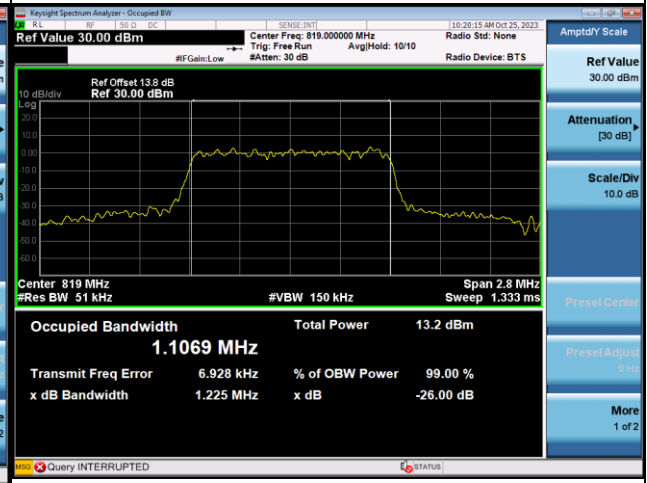 Keysight Spectrum Analyzer - Occupied BW
RL RF 50 Ω DC SENSE:INT 10:20:15 AM Oct 25, 2023
Ref Value 30.00 dBm
Center Freq: 819.000000 MHz
Radio Std: None
Trig: Free Run Avg|Hold: 10/10
#IFGain:Low #Atten: 30 dB Radio Device: BTS
Ref Offset 13.8 dB
10 dB/div Ref 30.00 dBm
Log
20.0
10.0
0.00
-10.0
-20.0
-30.0
-40.0
-50.0
-60.0
Center 819 MHz Span 2.8 MHz
#Res BW 51 kHz #VBW 150 kHz Sweep 1.333 ms
Occupied Bandwidth Total Power 13.2 dBm
1.1069 MHz
Transmit Freq Error 6.928 kHz % of OBW Power 99.00 %
x dB Bandwidth 1.225 MHz x dB -26.00 dB
MSG Query INTERRUPTED STATUS
Amptd/Y Scale
Ref Value
30.00 dBm
Attenuation
[30 dB]
Scale/Div
10.0 dB
Presel Center
Presel Adjust
0 Hz
More
1 of 2